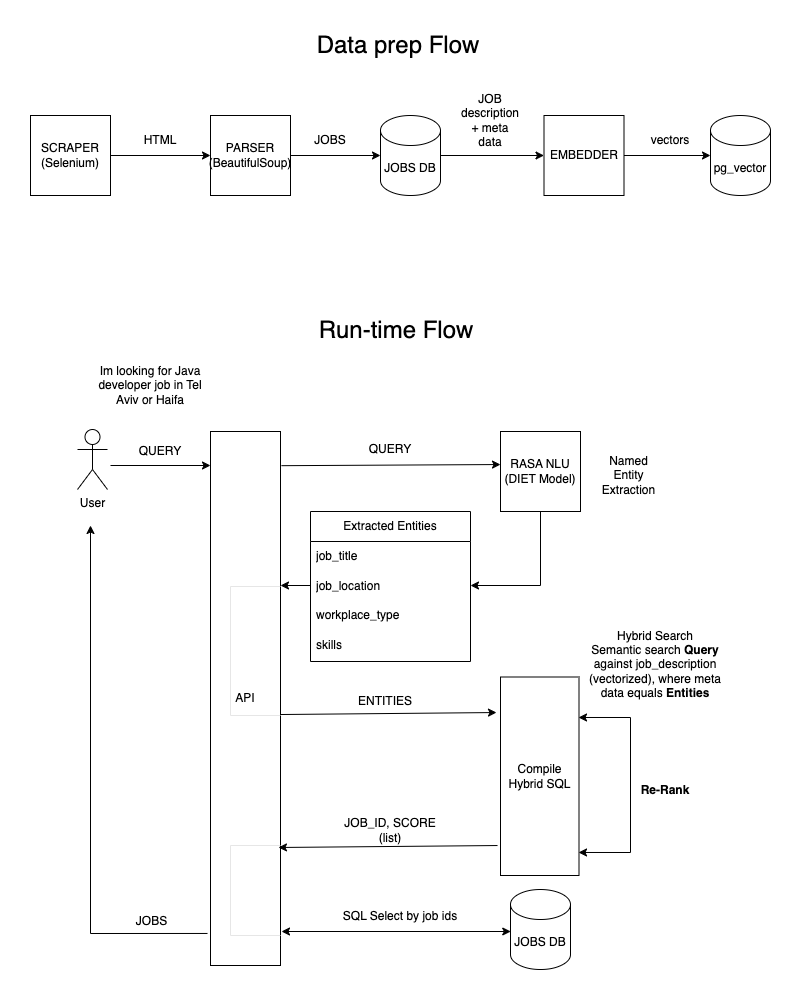 Data prep Flow
SCRAPER
(Selenium)
HTML
PARSER
(BeautifulSoup)
JOBS
JOBS DB
JOB
description
+ meta
data
EMBEDDER
vectors
pg_vector
Run-time Flow
Im looking for Java
developer job in Tel
Aviv or Haifa
User
QUERY
QUERY
RASA NLU
(DIET Model)
Named
Entity
Extraction
Extracted Entities
job_title
job_location
workplace_type
skills
API
ENTITIES
Hybrid Search
Semantic search Query
against job_description
(vectorized), where meta
data equals Entities
Compile
Hybrid SQL
Re-Rank
JOB_ID, SCORE
(list)
JOBS
SQL Select by job ids
JOBS DB